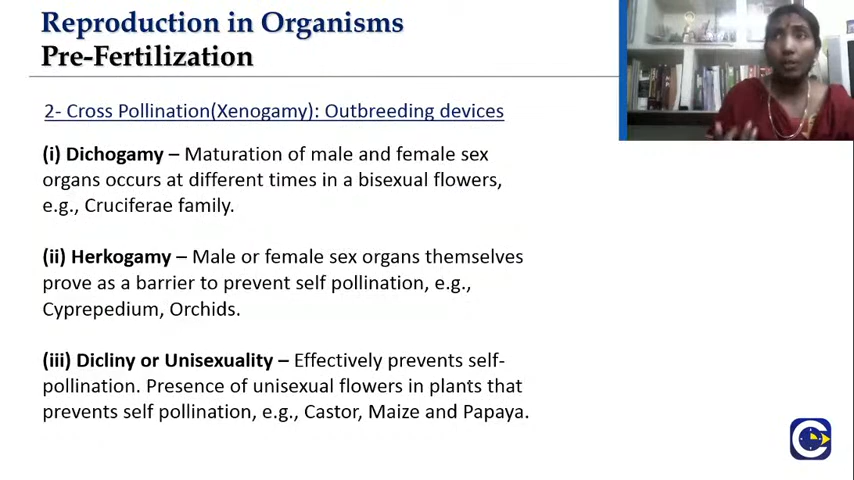 Reproduction in Organisms
Pre-Fertilization
2- Cross Pollination(Xenogamy): Outbreeding devices
(i) Dichogamy – Maturation of male and female sex
organs occurs at different times in a bisexual flowers,
e.g., Cruciferae family.
(ii) Herkogamy – Male or female sex organs themselves
prove as a barrier to prevent self pollination, e.g.,
Cyprepedium, Orchids.
(iii) Dicliny or Unisexuality – Effectively prevents self-
pollination. Presence of unisexual flowers in plants that
prevents self pollination, e.g., Castor, Maize and Papaya.